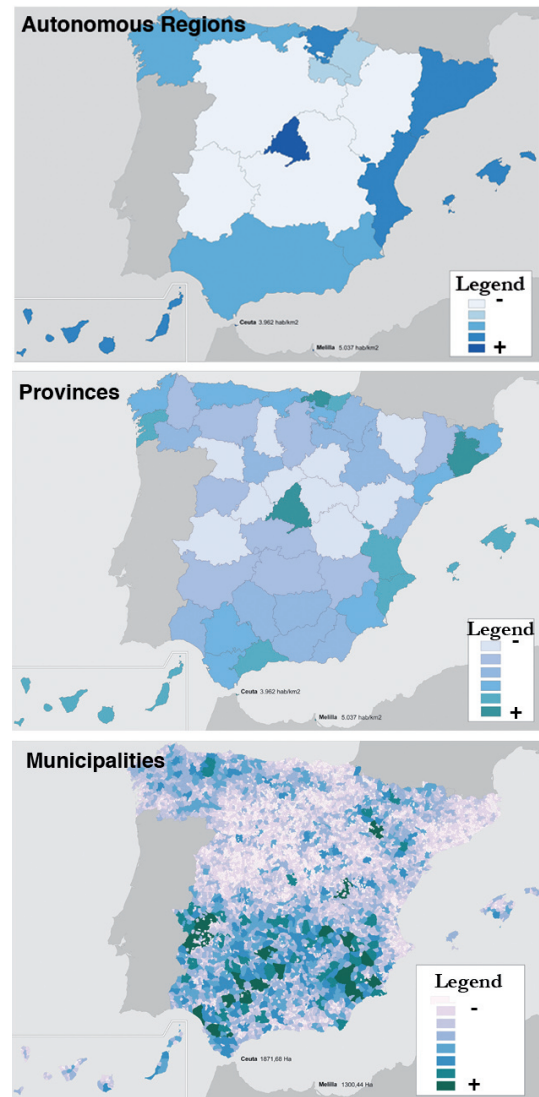 Autonomous Regions
Legend
-
+
Ceuta 3.962 hab/km2
Melilla 5.037 hab/km2
Provinces
Legend
-
+
Ceuta 3.982 hab/km2
Melilla 5.037 hab/km2
Municipalities
Legend
-
+
Ceuta 1871,68 Ha
Melilla 1300,44 Ha